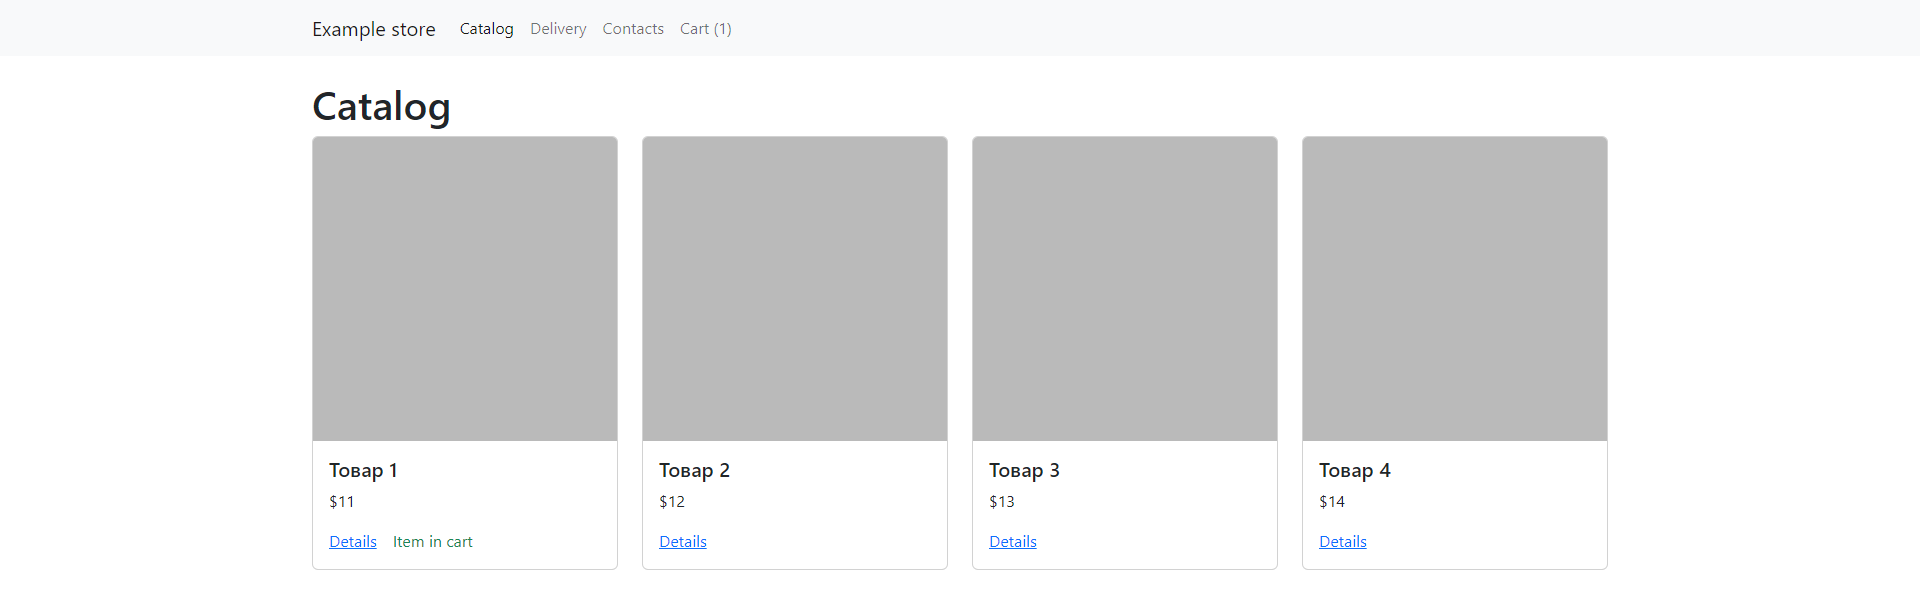 Example store Catalog Delivery Contacts Cart (1)
Catalog
Товар 1
$11
Details Item in cart
Товар 2
$12
Details
Товар 3
$13
Details
Товар 4
$14
Details